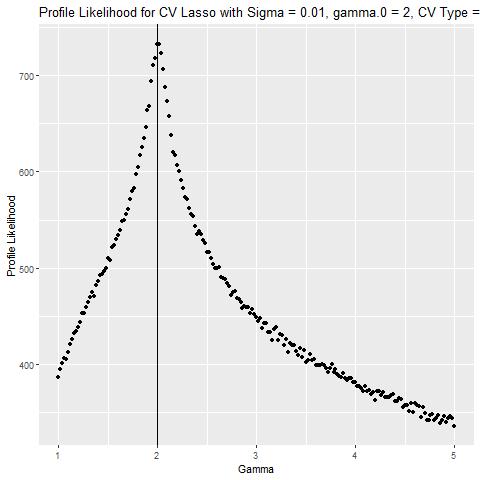 Profile Likelihood for CV Lasso with Sigma = 0.01, gamma.0 = 2, CV Type =
700
600
500
400
Profile Likelihood
1 2 3 4 5
Gamma